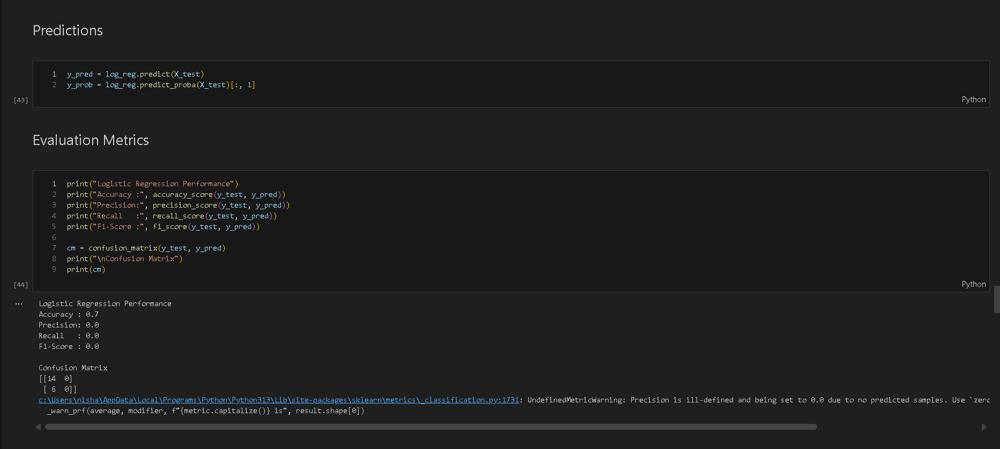 Predictions
1 y_pred = log_reg.predict(X_test)
2 y_prob = log_reg.predict_proba(X_test)[:, 1]
[43]
Python
Evaluation Metrics
1 print("Logistic Regression Performance")
2 print("Accuracy :", accuracy_score(y_test, y_pred))
3 print("Precision:", precision_score(y_test, y_pred))
4 print("Recall   :", recall_score(y_test, y_pred))
5 print("F1-Score :", f1_score(y_test, y_pred))
6
7 cm = confusion_matrix(y_test, y_pred)
8 print("\nConfusion Matrix")
9 print(cm)
[44]
Python
...
Logistic Regression Performance
Accuracy : 0.7
Precision: 0.0
Recall   : 0.0
F1-Score : 0.0
Confusion Matrix
[[14  0]
 [ 6  0]]
c:\Users\nisha\AppData\Local\Programs\Python\Python313\Lib\site-packages\sklearn\metrics\_classification.py:1731: UndefinedMetricWarning: Precision is ill-defined and being set to 0.0 due to no predicted samples. Use `zero
  _warn_prf(average, modifier, f"{metric.capitalize()} is", result.shape[0])